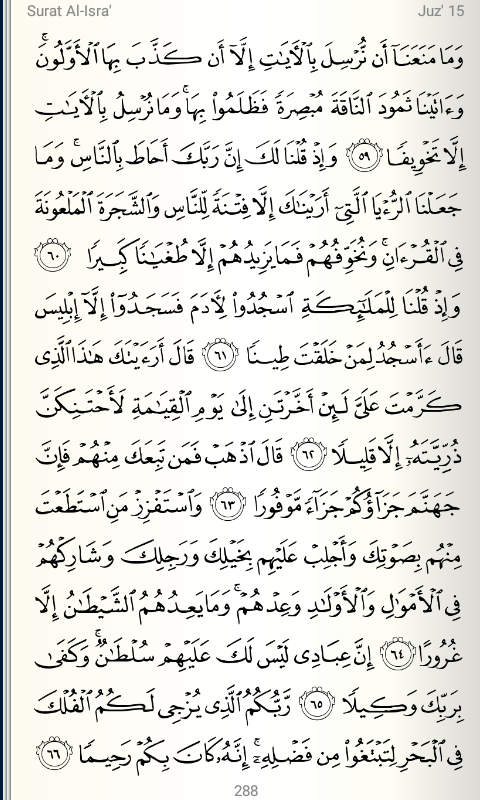 Surat Al-Isra' Juz' 15
وَمَا مَنَعَنَآ أَن نُّرْسِلَ بِٱلْـَٔايَٰتِ إِلَّآ أَن كَذَّبَ بِهَا ٱلْأَوَّلُونَ ۚ
وَءَاتَيْنَا ثَمُودَ ٱلنَّاقَةَ مُبْصِرَةً فَظَلَمُوا۟ بِهَا ۚ وَمَا نُرْسِلُ بِٱلْـَٔايَٰتِ
إِلَّا تَخْوِيفًا ٥٩ وَإِذْ قُلْنَا لَكَ إِنَّ رَبَّكَ أَحَاطَ بِٱلنَّاسِ ۚ وَمَا
جَعَلْنَا ٱلرُّءْيَا ٱلَّتِىٓ أَرَيْنَٰكَ إِلَّا فِتْنَةً لِّلنَّاسِ وَٱلشَّجَرَةَ ٱلْمَلْعُونَةَ
فِى ٱلْقُرْءَانِ ۚ وَنُخَوِّفُهُمْ فَمَا يَزِيدُهُمْ إِلَّا طُغْيَٰنًا كَبِيرًا ٦٠
وَإِذْ قُلْنَا لِلْمَلَٰٓئِكَةِ ٱسْجُدُوا۟ لِـَٔادَمَ فَسَجَدُوٓا۟ إِلَّآ إِبْلِيسَ
قَالَ ءَأَسْجُدُ لِمَنْ خَلَقْتَ طِينًا ٦١ قَالَ أَرَءَيْتَكَ هَٰذَا ٱلَّذِى
كَرَّمْتَ عَلَىَّ لَئِنْ أَخَّرْتَنِ إِلَىٰ يَوْمِ ٱلْقِيَٰمَةِ لَأَحْتَنِكَنَّ
ذُرِّيَّتَهُۥٓ إِلَّا قَلِيلًا ٦٢ قَالَ ٱذْهَبْ فَمَن تَبِعَكَ مِنْهُمْ فَإِنَّ
جَهَنَّمَ جَزَآؤُكُمْ جَزَآءً مَّوْفُورًا ٦٣ وَٱسْتَفْزِزْ مَنِ ٱسْتَطَعْتَ
مِنْهُم بِصَوْتِكَ وَأَجْلِبْ عَلَيْهِم بِخَيْلِكَ وَرَجِلِكَ وَشَارِكْهُمْ
فِى ٱلْأَمْوَٰلِ وَٱلْأَوْلَٰدِ وَعِدْهُمْ ۚ وَمَا يَعِدُهُمُ ٱلشَّيْطَٰنُ إِلَّا
غُرُورًا ٦٤ إِنَّ عِبَادِى لَيْسَ لَكَ عَلَيْهِمْ سُلْطَٰنٌ ۚ وَكَفَىٰ
بِرَبِّكَ وَكِيلًا ٦٥ رَّبُّكُمُ ٱلَّذِى يُزْجِى لَكُمُ ٱلْفُلْكَ
فِى ٱلْبَحْرِ لِتَبْتَغُوا۟ مِن فَضْلِهِۦٓ ۚ إِنَّهُۥ كَانَ بِكُمْ رَحِيمًا ٦٦
288